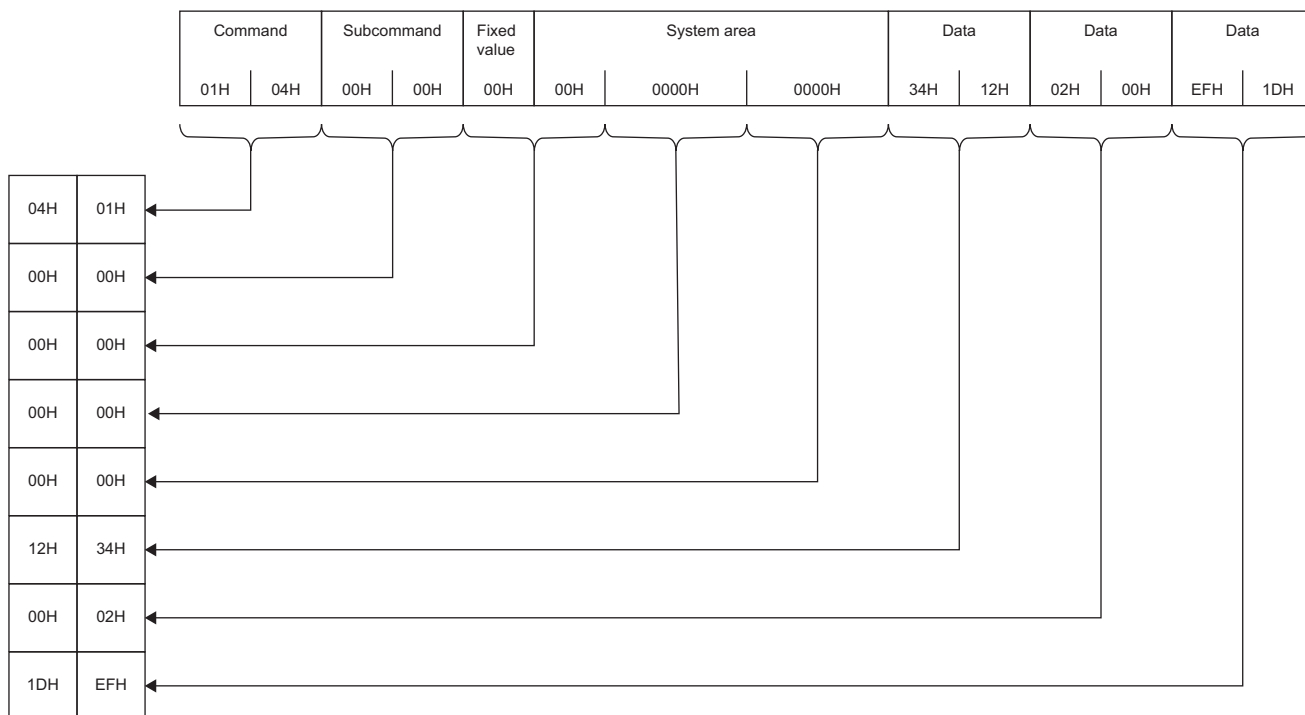 Command Subcommand Fixed value System area Data Data Data
01H 04H 00H 00H 00H 00H 0000H 0000H 34H 12H 02H 00H EFH 1DH
04H 01H
00H 00H
00H 00H
00H 00H
00H 00H
12H 34H
00H 02H
1DH EFH